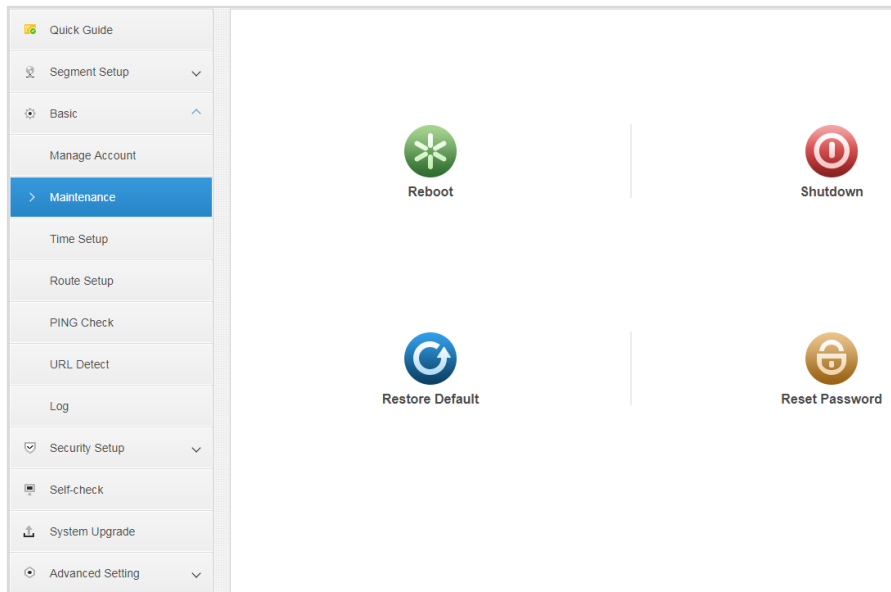 Quick Guide
Segment Setup
Basic
Manage Account
Maintenance
Time Setup
Route Setup
PING Check
URL Detect
Log
Security Setup
Self-check
System Upgrade
Advanced Setting
Reboot
Shutdown
Restore Default
Reset Password